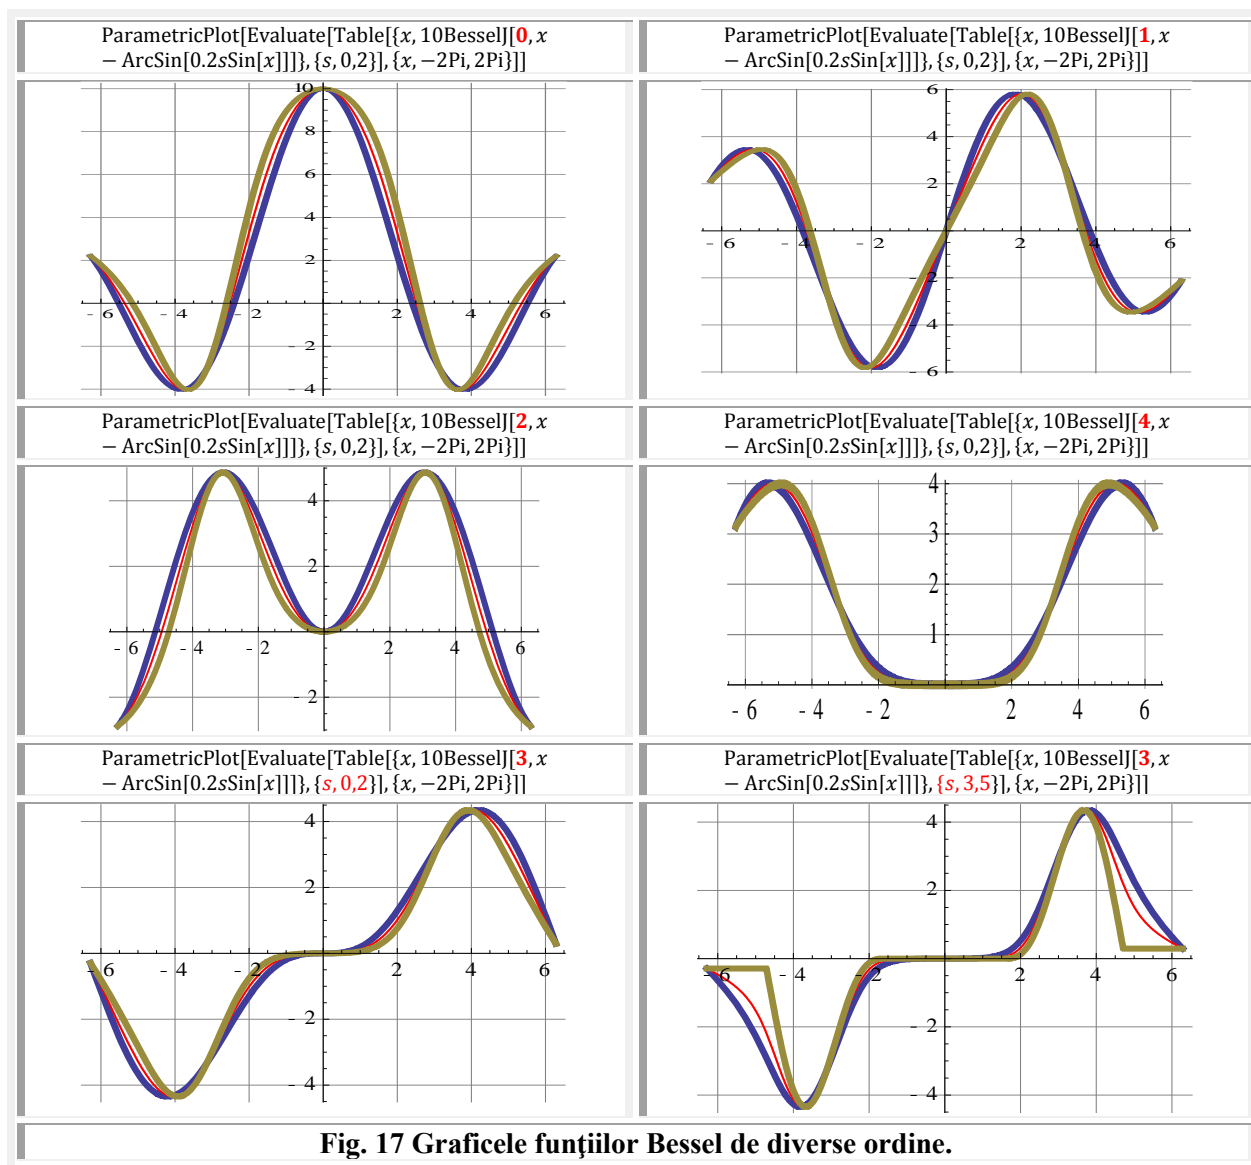 ParametricPlot[Evaluate[Table[{x, 10BesselJ[0, x
− ArcSin[0.2sSin[x]]]}, {s, 0,2}], {x, −2Pi, 2Pi}]]
10
8
6
4
2
- 6 -4 - 2 2 4 6
- 2
- 4
ParametricPlot[Evaluate[Table[{x, 10BesselJ[1, x
− ArcSin[0.2sSin[x]]]}, {s, 0,2}], {x, −2Pi, 2Pi}]]
6
4
2
- 6 - 4 - 2 2 4 6
- 2
- 4
- 6
ParametricPlot[Evaluate[Table[{x, 10BesselJ[2, x
− ArcSin[0.2sSin[x]]]}, {s, 0,2}], {x, −2Pi, 2Pi}]]
4
2
- 6 - 4 -2 2 4 6
- 2
ParametricPlot[Evaluate[Table[{x, 10BesselJ[4, x
− ArcSin[0.2sSin[x]]]}, {s, 0,2}], {x, −2Pi, 2Pi}]]
4
3
2
1
- 6 - 4 - 2 2 4 6
ParametricPlot[Evaluate[Table[{x, 10BesselJ[3, x
− ArcSin[0.2sSin[x]]]}, {s, 0,2}], {x, −2Pi, 2Pi}]]
4
2
- 6 - 4 - 2 2 4 6
- 2
- 4
ParametricPlot[Evaluate[Table[{x, 10BesselJ[3, x
− ArcSin[0.2sSin[x]]]}, {s, 3,5}], {x, −2Pi, 2Pi}]]
4
2
- 6 - 4 - 2 2 4 6
- 2
- 4
Fig. 17 Graficele funţiilor Bessel de diverse ordine.